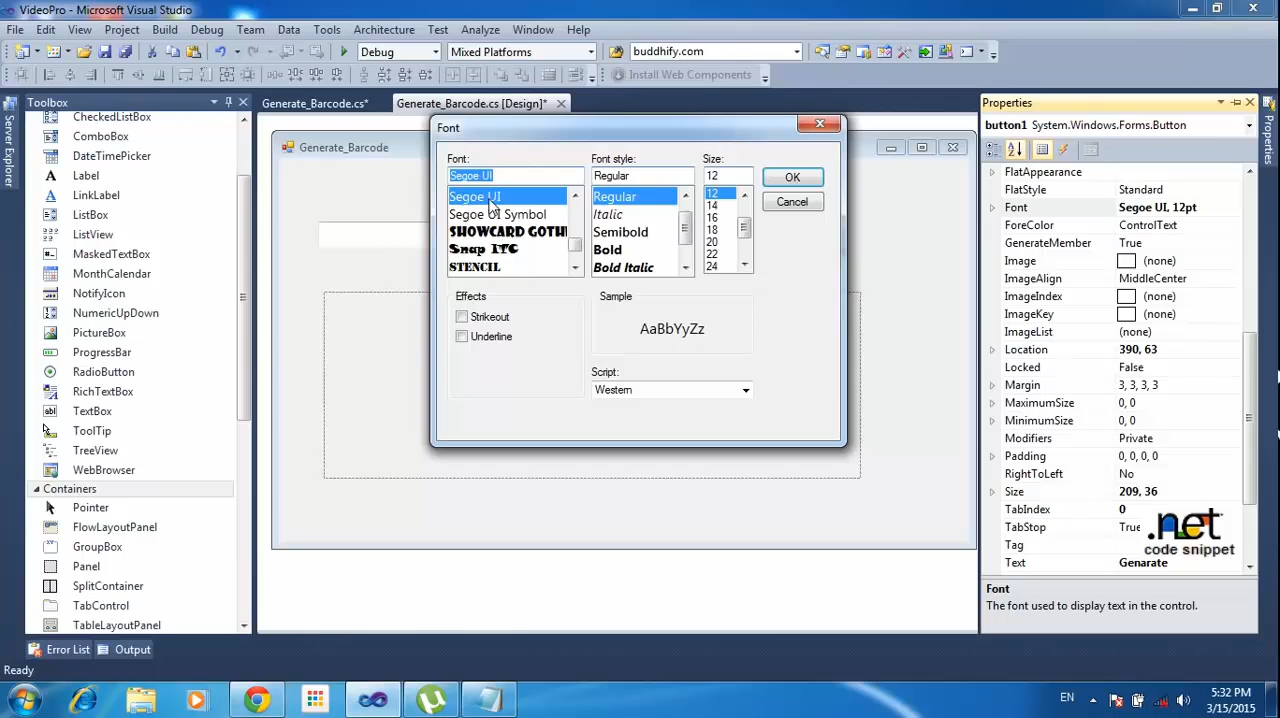 VideoPro - Microsoft Visual Studio
File Edit View Project Build Debug Team Data Tools Architecture Test Analyze Window Help
Debug Mixed Platforms buddhify.com
Install Web Components
Server Explorer
Toolbox
CheckedListBox
ComboBox
DateTimePicker
Label
LinkLabel
ListBox
ListView
MaskedTextBox
MonthCalendar
NotifyIcon
NumericUpDown
PictureBox
ProgressBar
RadioButton
RichTextBox
TextBox
ToolTip
TreeView
WebBrowser
Containers
Pointer
FlowLayoutPanel
GroupBox
Panel
SplitContainer
TabControl
TableLayoutPanel
Generate_Barcode.cs* Generate_Barcode.cs [Design]*
Generate_Barcode
Font
Font: Font style: Size:
Segoe UI Regular 12
Segoe UI Regular 12
Segoe UI Symbol Italic 14
SHOWCARD GOTH Semibold 16
Snap ITC Bold 18
STENCIL Bold Italic 20
22
24
OK
Cancel
Effects
Strikeout
Underline
Sample
AaBbYyZz
Script:
Western
Properties
button1 System.Windows.Forms.Button
FlatAppearance
FlatStyle Standard
Font Segoe UI, 12pt
ForeColor ControlText
GenerateMember True
Image (none)
ImageAlign MiddleCenter
ImageIndex (none)
ImageKey (none)
ImageList (none)
Location 390, 63
Locked False
Margin 3, 3, 3, 3
MaximumSize 0, 0
MinimumSize 0, 0
Modifiers Private
Padding 0, 0, 0, 0
RightToLeft No
Size 209, 36
TabIndex 0
TabStop True
Tag
Text Genarate
.net
code snippet
Font
The font used to display text in the control.
Properties
Error List Output
Ready
EN
5:32 PM
3/15/2015